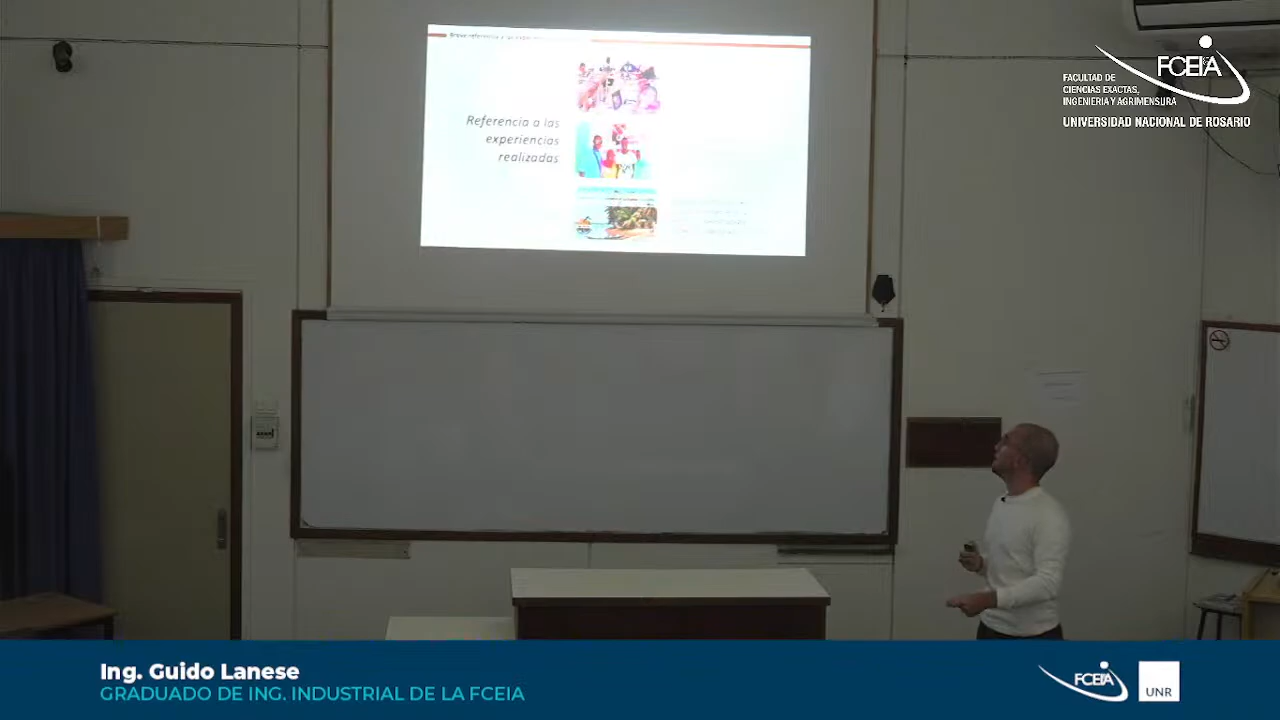 Referencia a las
experiencias
realizadas
FCEIA
FACULTAD DE
CIENCIAS EXACTAS,
INGENIERIA Y AGRIMENSURA
UNIVERSIDAD NACIONAL DE ROSARIO
Ing. Guido Lanese
GRADUADO DE ING. INDUSTRIAL DE LA FCEIA
FCEIA
UNR